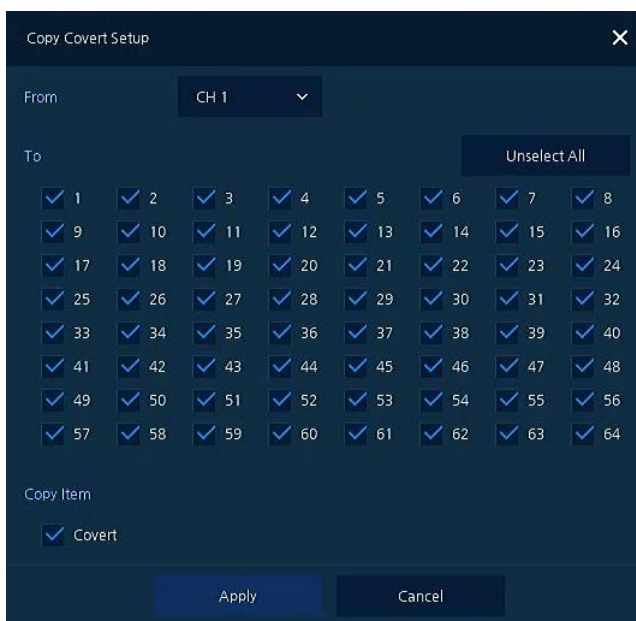 Copy Covert Setup
From CH 1
To Unselect All
1 2 3 4 5 6 7 8
9 10 11 12 13 14 15 16
17 18 19 20 21 22 23 24
25 26 27 28 29 30 31 32
33 34 35 36 37 38 39 40
41 42 43 44 45 46 47 48
49 50 51 52 53 54 55 56
57 58 59 60 61 62 63 64
Copy Item
Covert
Apply Cancel